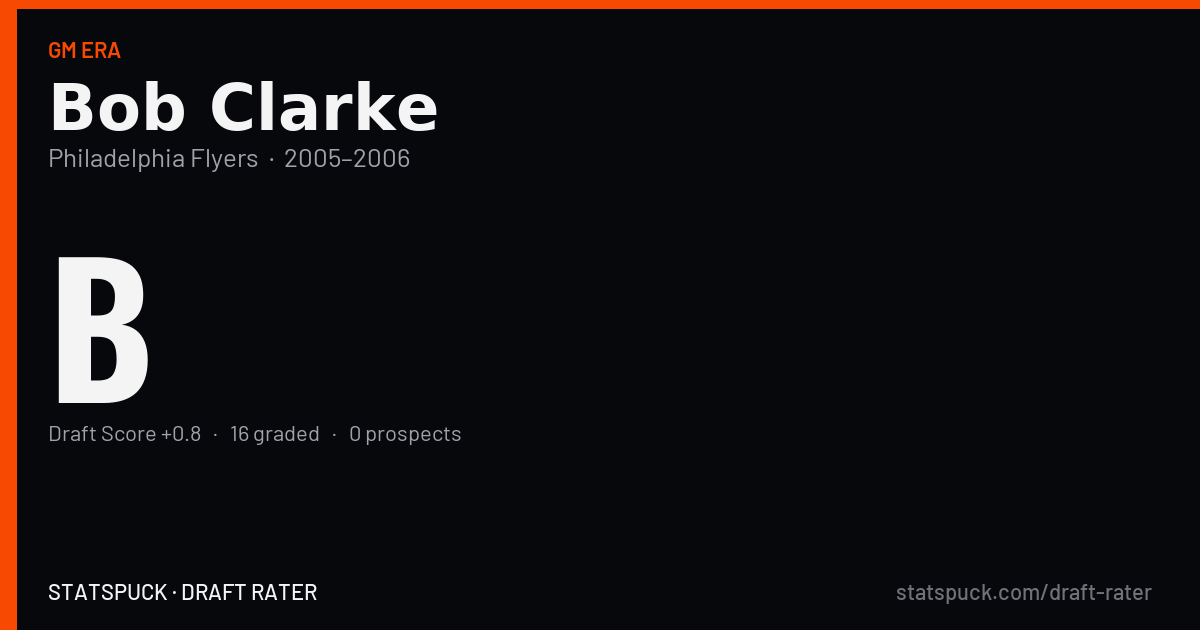 GM ERA
Bob Clarke
Philadelphia Flyers · 2005–2006
B
Draft Score +0.8 · 16 graded · 0 prospects
STATSPUCK · DRAFT RATER
statspuck.com/draft-rater